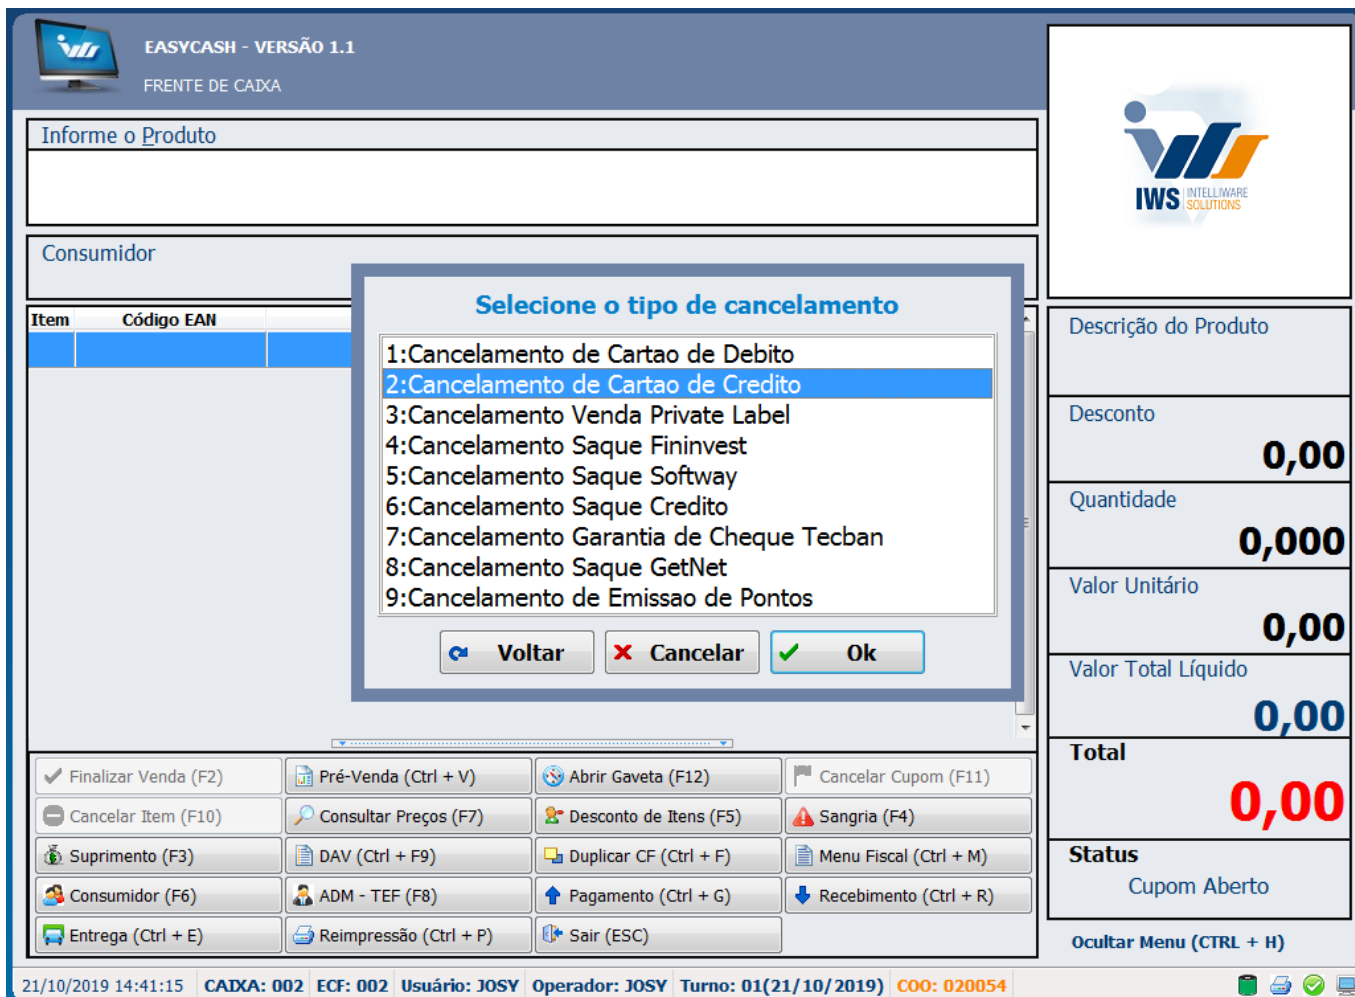 EASYCASH - VERSÃO 1.1
FRENTE DE CAIXA
IWS INTELLIWARE SOLUTIONS
Informe o Produto
Consumidor
Item Código EAN
Selecione o tipo de cancelamento
1:Cancelamento de Cartao de Debito
2:Cancelamento de Cartao de Credito
3:Cancelamento Venda Private Label
4:Cancelamento Saque Fininvest
5:Cancelamento Saque Softway
6:Cancelamento Saque Credito
7:Cancelamento Garantia de Cheque Tecban
8:Cancelamento Saque GetNet
9:Cancelamento de Emissao de Pontos
Voltar Cancelar Ok
Descrição do Produto
Desconto
0,00
Quantidade
0,000
Valor Unitário
0,00
Valor Total Líquido
0,00
Total
0,00
Status
Cupom Aberto
Ocultar Menu (CTRL + H)
Finalizar Venda (F2) Pré-Venda (Ctrl + V) Abrir Gaveta (F12) Cancelar Cupom (F11)
Cancelar Item (F10) Consultar Preços (F7) Desconto de Itens (F5) Sangria (F4)
Suprimento (F3) DAV (Ctrl + F9) Duplicar CF (Ctrl + F) Menu Fiscal (Ctrl + M)
Consumidor (F6) ADM - TEF (F8) Pagamento (Ctrl + G) Recebimento (Ctrl + R)
Entrega (Ctrl + E) Reimpressão (Ctrl + P) Sair (ESC)
21/10/2019 14:41:15 CAIXA: 002 ECF: 002 Usuário: JOSY Operador: JOSY Turno: 01(21/10/2019) COO: 020054